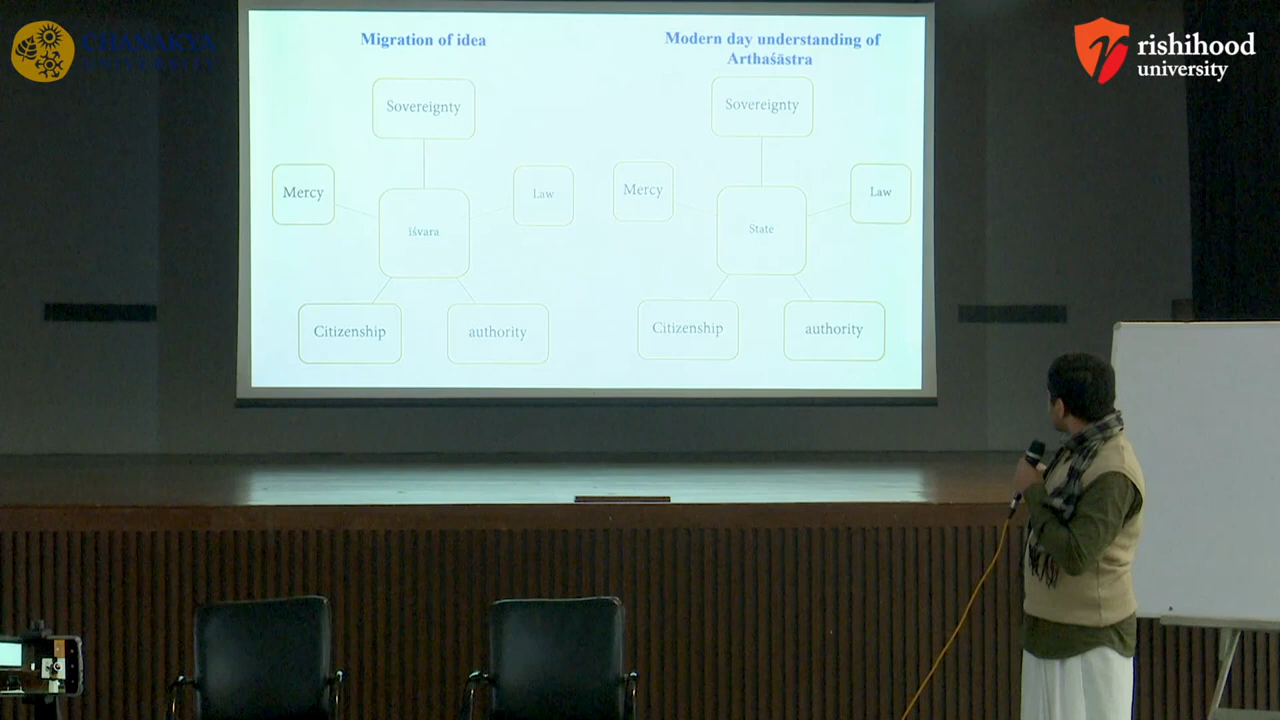 CHANAKYA
UNIVERSITY
rishihood
university
Migration of idea
Sovereignty
Mercy
Law
iśvara
Citizenship
authority
Modern day understanding of
Arthaśāstra
Sovereignty
Mercy
Law
State
Citizenship
authority